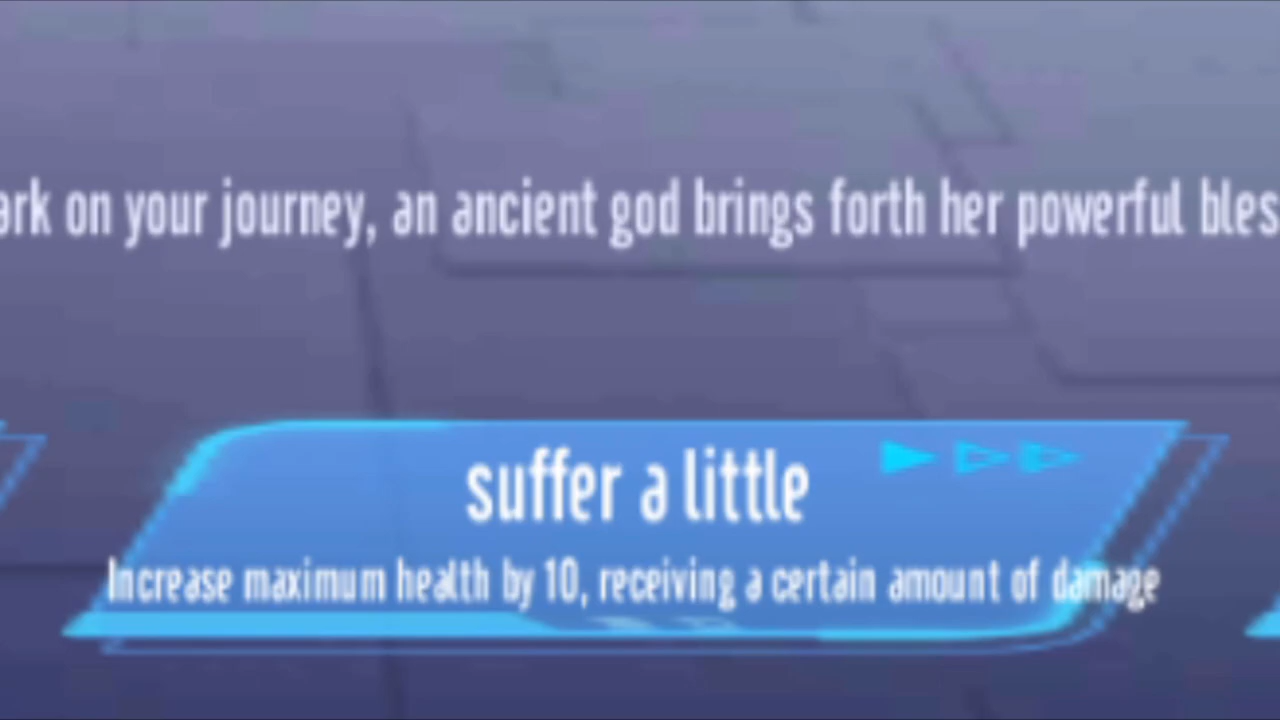 ark on your journey, an ancient god brings forth her powerful bles
suffer a little
Increase maximum health by 10, receiving a certain amount of damage